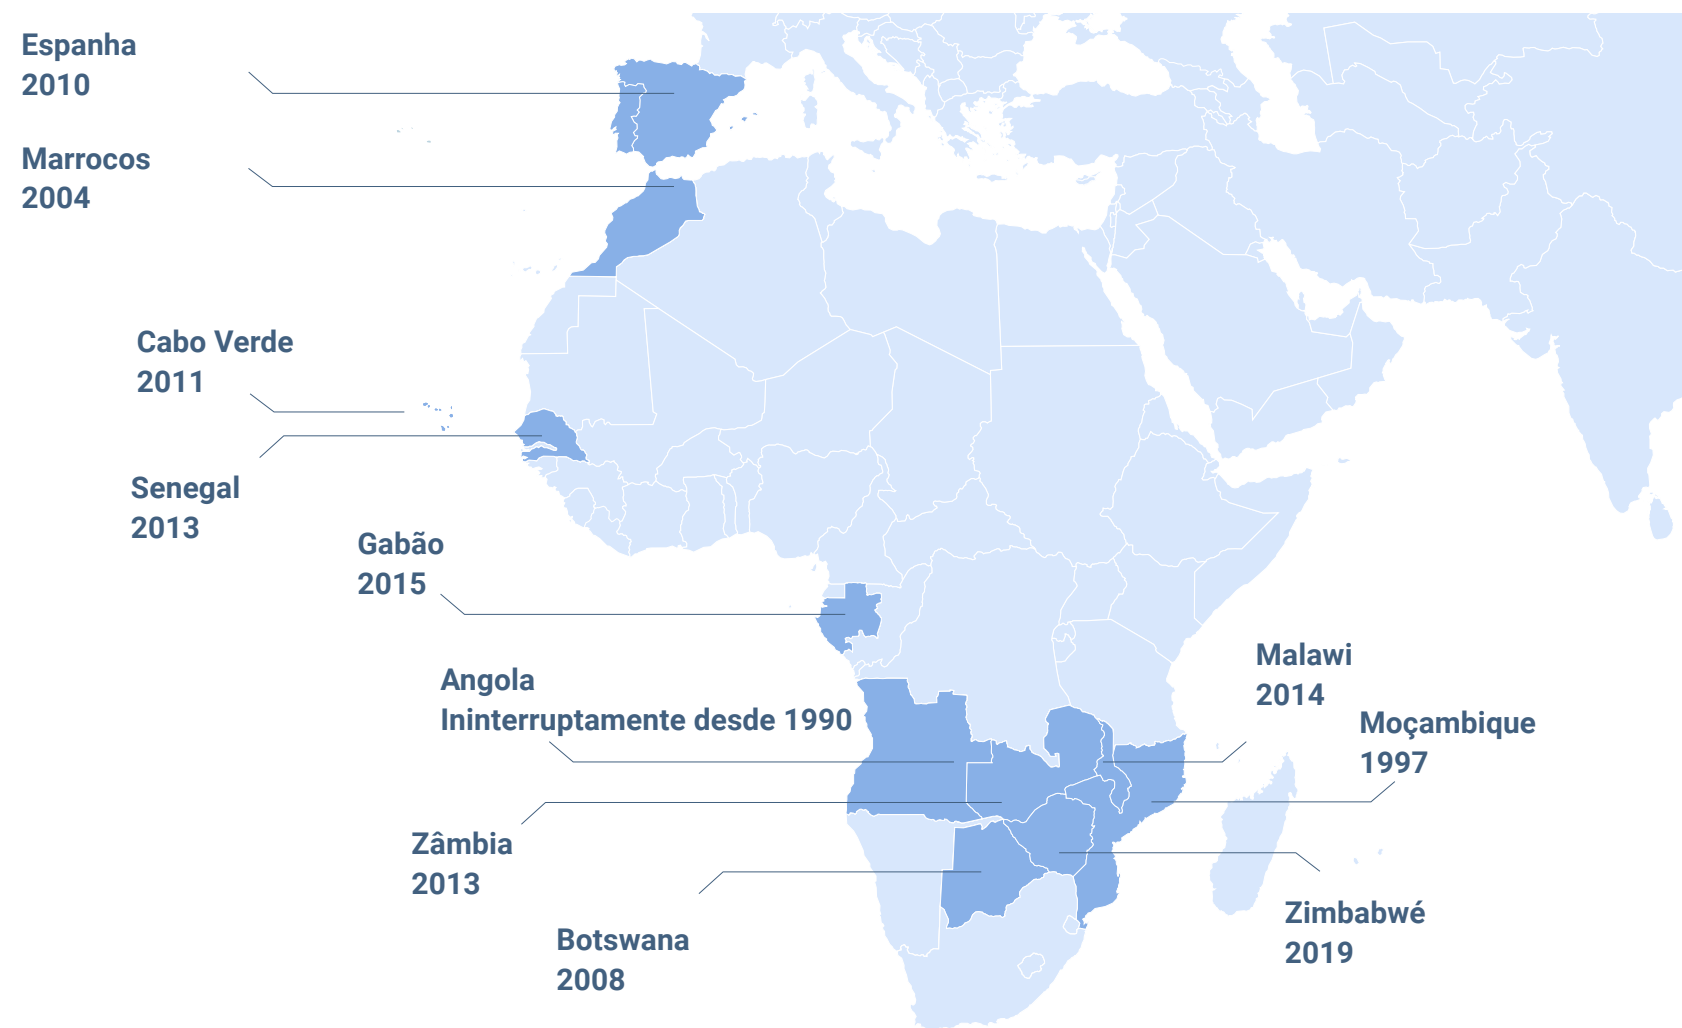 Espanha
2010
Marrocos
2004
Cabo Verde
2011
Senegal
2013
Gabão
2015
Angola
Ininterruptamente desde 1990
Malawi
2014
Moçambique
1997
Zâmbia
2013
Botswana
2008
Zimbabwé
2019